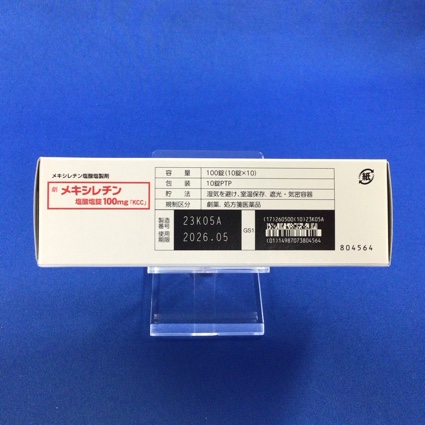 メキシレチン塩酸塩製剤
劇 メキシレチン
塩酸塩錠100mg「KCC」
容量 100錠(10錠×10)
包装 10錠PTP
貯法 湿気を避け、室温保存、遮光・気密容器
規制区分 劇薬、処方箋医薬品
製造番号 23K05A
使用期限 2026.05
GS1
(17)260500(10)23K05A
(01)14987073804564
紙
804564